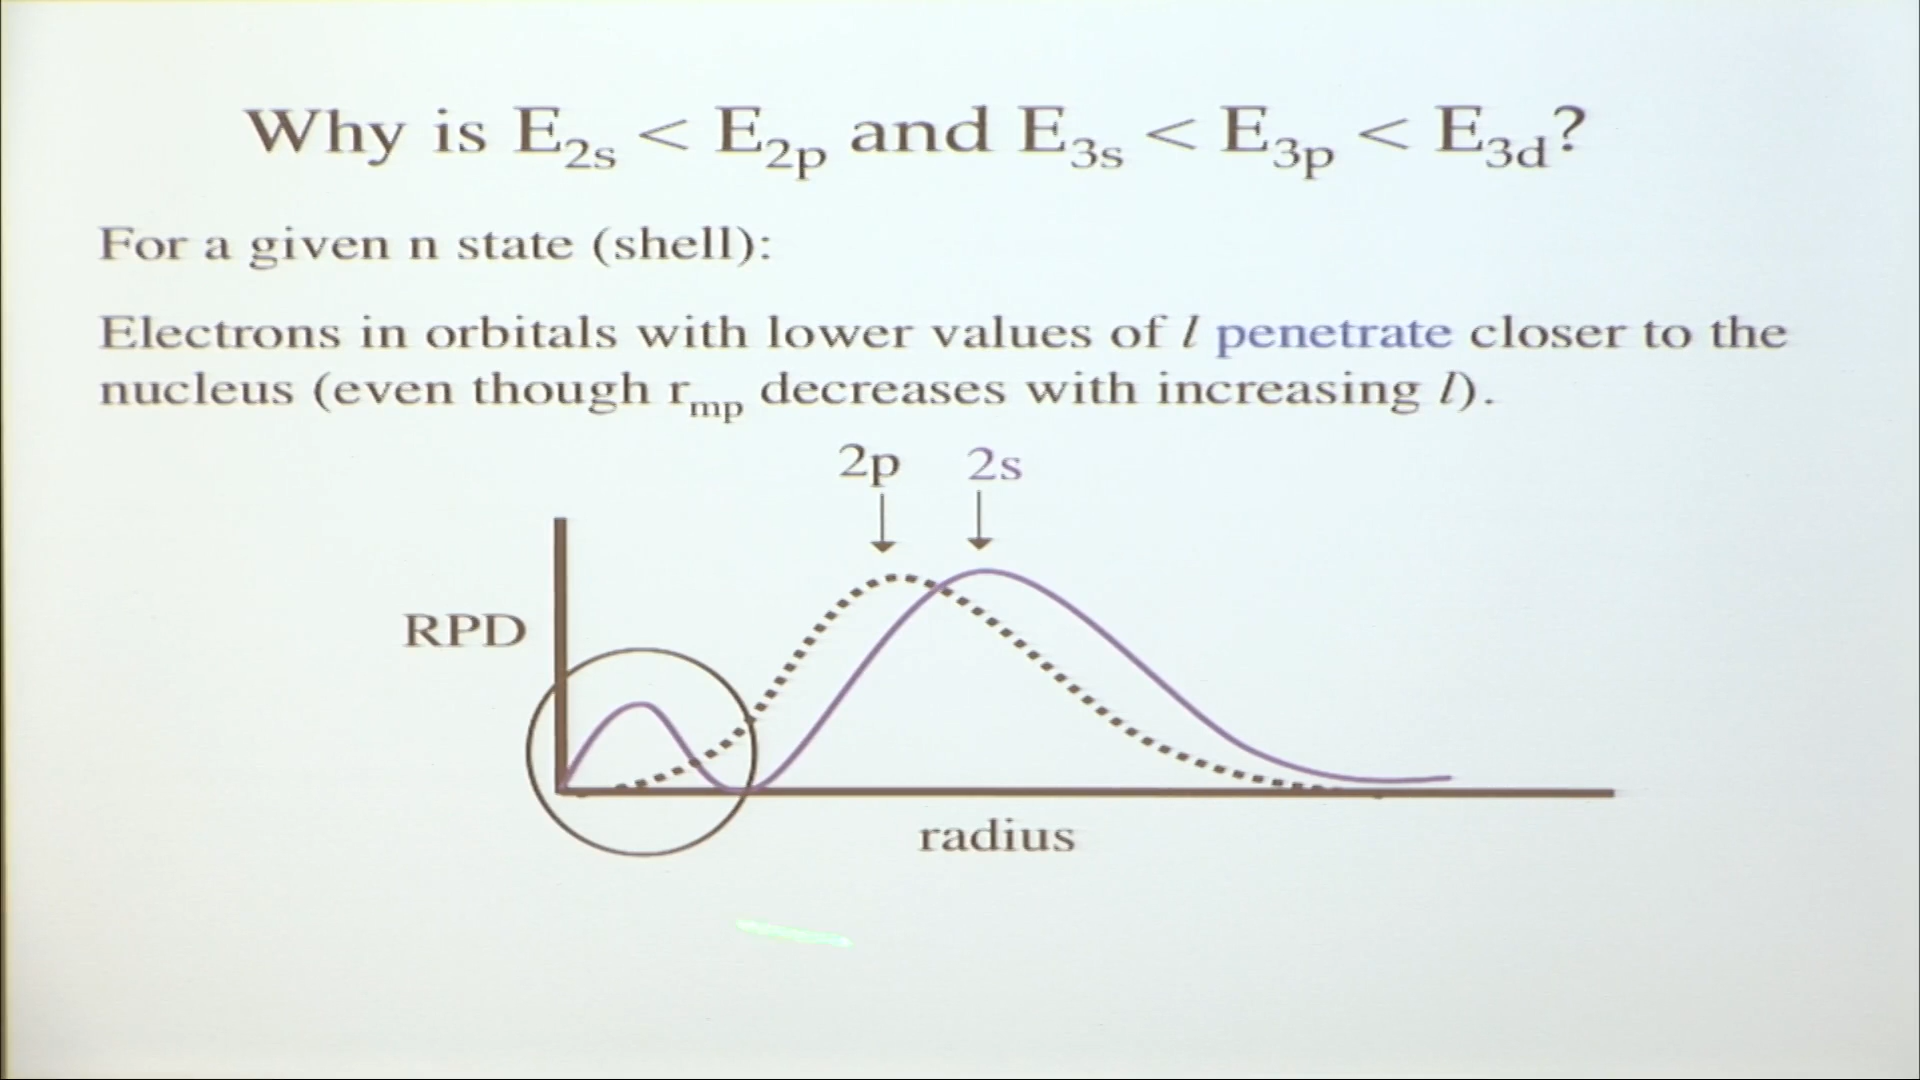 Why is E₂ₛ < E₂ₚ and E₃ₛ < E₃ₚ < E₃d?
For a given n state (shell):
Electrons in orbitals with lower values of l penetrate closer to the
nucleus (even though rₘₚ decreases with increasing l).
2p 2s
RPD
radius